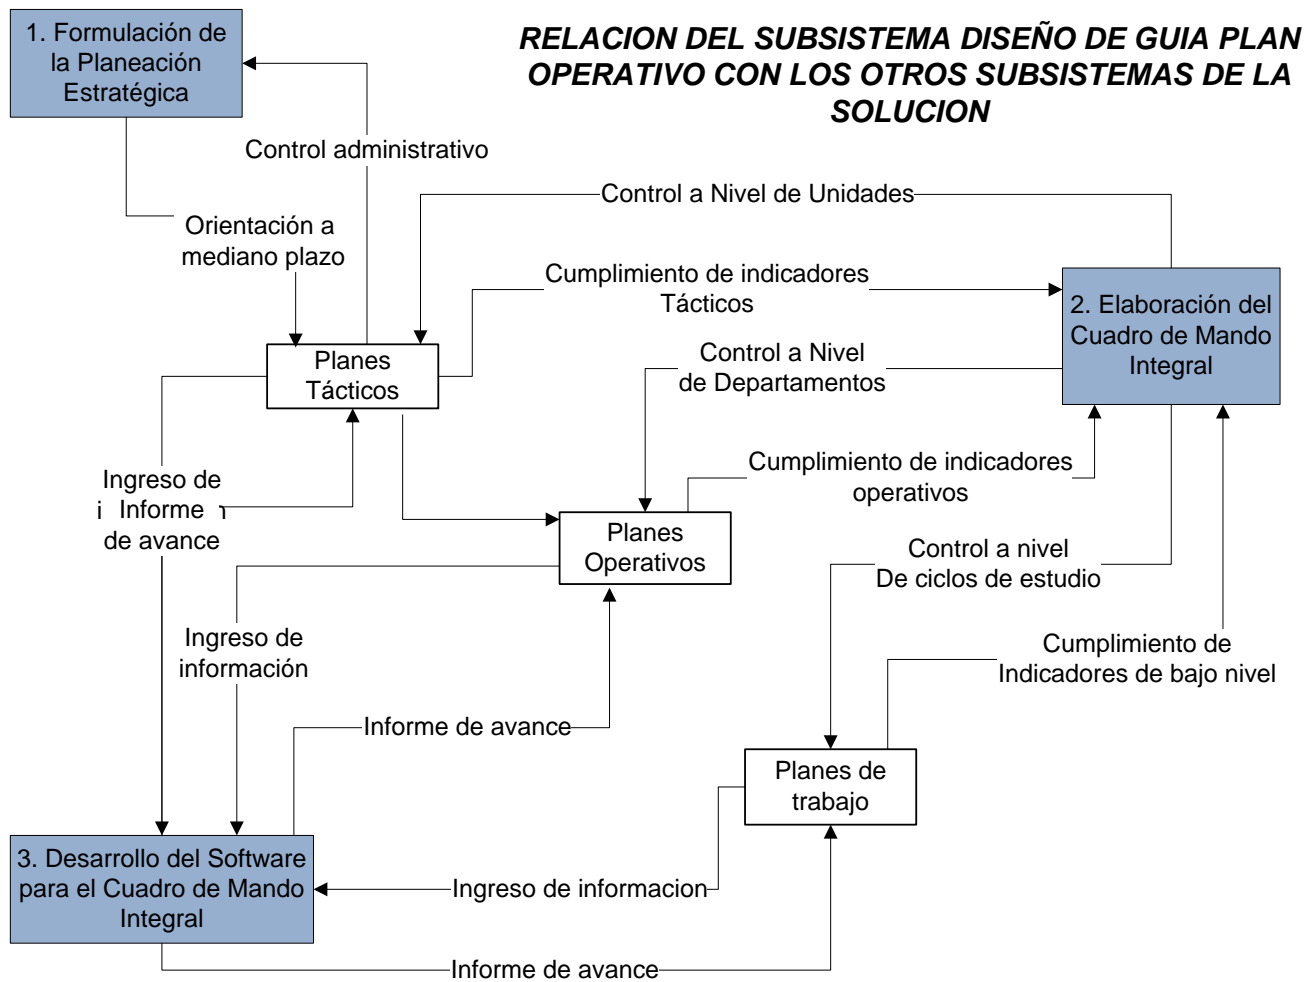 1. Formulación de
la Planeación
Estratégica
RELACION DEL SUBSISTEMA DISEÑO DE GUIA PLAN
OPERATIVO CON LOS OTROS SUBSISTEMAS DE LA
SOLUCION
Control administrativo
Control a Nivel de Unidades
Orientación a
mediano plazo
Cumplimiento de indicadores
Tácticos
2. Elaboración del
Cuadro de Mando
Integral
Planes
Tácticos
Control a Nivel
de Departamentos
Ingreso de
Informe
de avance
Cumplimiento de indicadores
operativos
Planes
Operativos
Control a nivel
De ciclos de estudio
Ingreso de
información
Cumplimiento de
Indicadores de bajo nivel
Informe de avance
Planes de
trabajo
3. Desarrollo del Software
para el Cuadro de Mando
Integral
Ingreso de informacion
Informe de avance